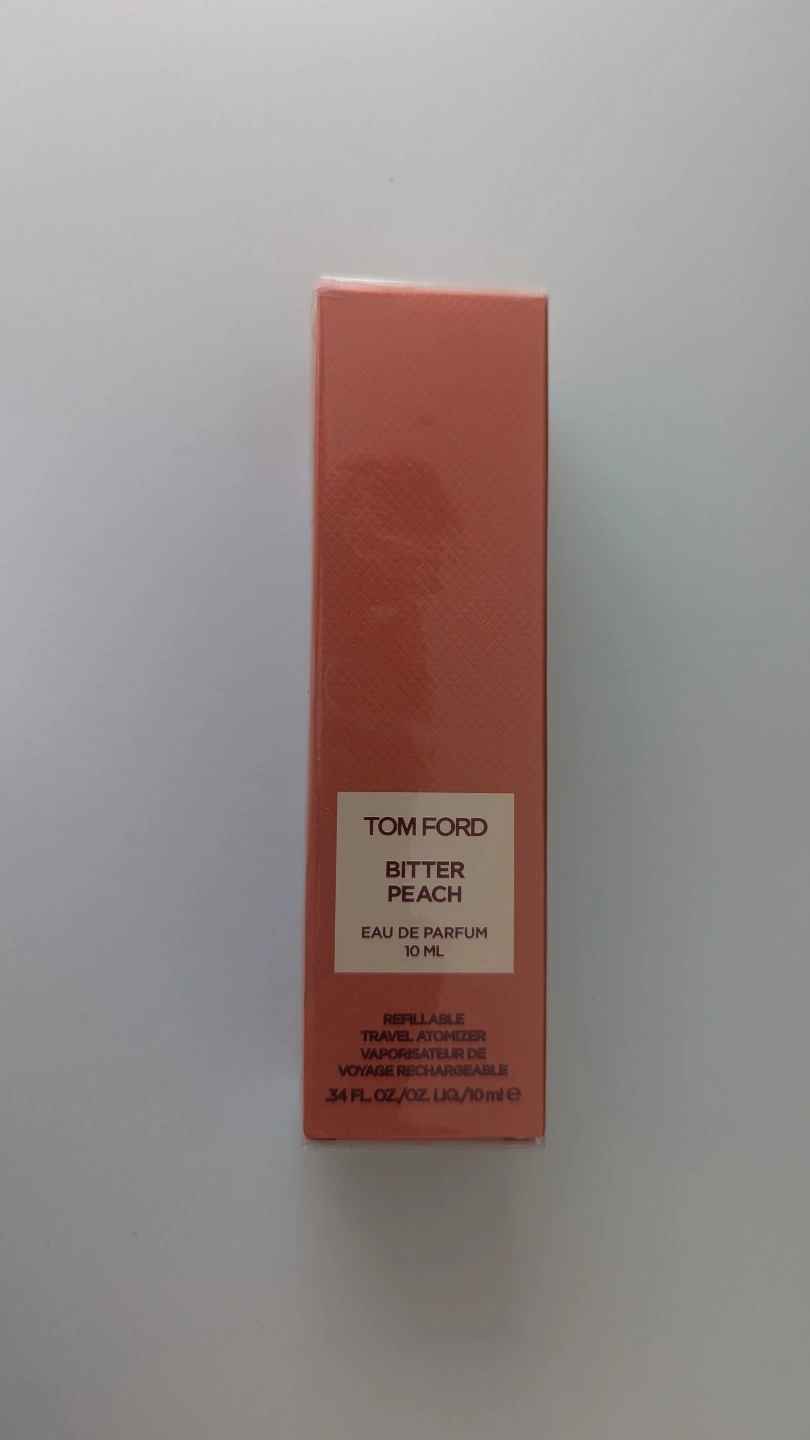 TOM FORD
BITTER
PEACH
EAU DE PARFUM
10 ML
REFILLABLE
TRAVEL ATOMIZER
VAPORISATEUR DE
VOYAGE RECHARGEABLE
.34 FL. OZ./OZ. LIQ./10 ml ℮